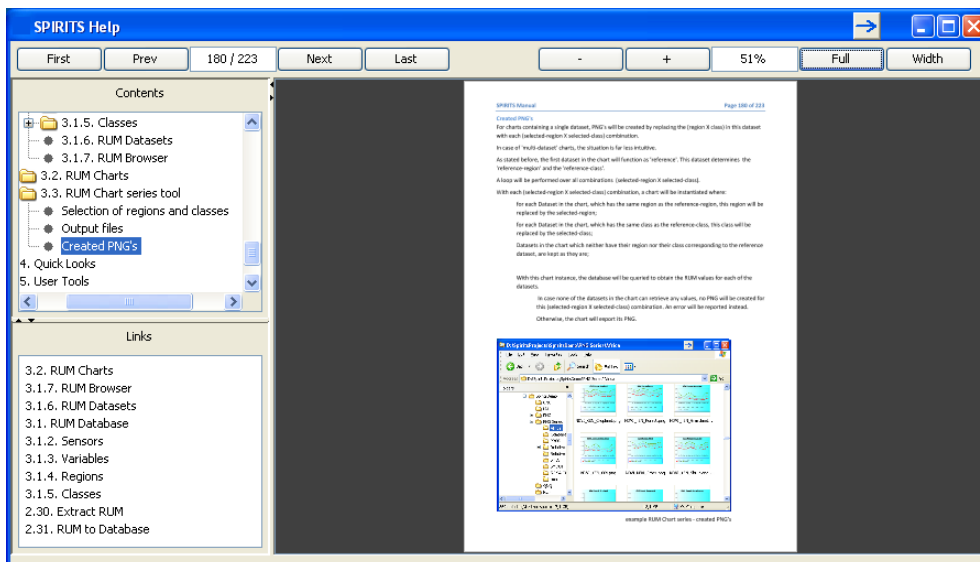 SPIRITS Help
First Prev 180 / 223 Next Last - + 51% Full Width
Contents
3.1.5. Classes
3.1.6. RUM Datasets
3.1.7. RUM Browser
3.2. RUM Charts
3.3. RUM Chart series tool
Selection of regions and classes
Output files
Created PNG's
4. Quick Looks
5. User Tools
Links
3.2. RUM Charts
3.1.7. RUM Browser
3.1.6. RUM Datasets
3.1. RUM Database
3.1.2. Sensors
3.1.3. Variables
3.1.4. Regions
3.1.5. Classes
2.30. Extract RUM
2.31. RUM to Database
SPIRITS Manual Page 180 of 223
Created PNG's
For charts containing a single dataset, PNG's will be created by replacing the (region X class) in this dataset
with each (selected-region X selected-class) combination.
In case of 'multi-dataset' charts, the situation is far less intuitive.
As stated before, the first dataset in the chart will function as 'reference'. This dataset determines the
'reference-region' and the 'reference-class'.
A loop will be performed over all combinations (selected-region X selected-class).
With each (selected-region X selected-class) combination, a chart will be instantiated where:
for each Dataset in the chart, which has the same region as the reference-region, this region will be
replaced by the selected-region;
for each Dataset in the chart, which has the same class as the reference-class, this class will be
replaced by the selected-class;
Datasets in the chart which neither have their region nor their class corresponding to the reference
dataset, are kept as they are;
With this chart instance, the database will be queried to obtain the RUM values for each of the
datasets.
In case none of the datasets in the chart can retrieve any values, no PNG will be created for
this (selected-region X selected-class) combination. An error will be reported instead.
Otherwise, the chart will export its PNG.
example RUM Chart series - created PNG's